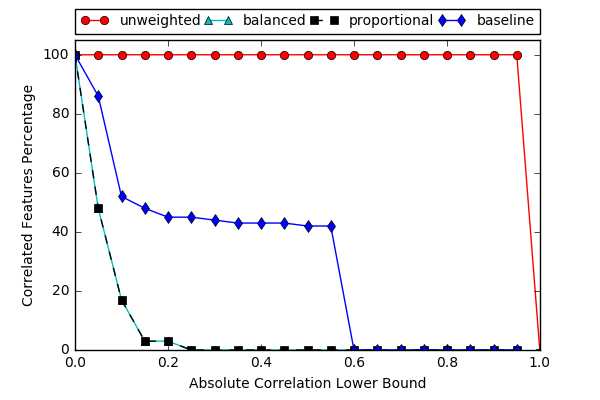 unweighted balanced proportional baseline
Correlated Features Percentage
100
80
60
40
20
0
0.0 0.2 0.4 0.6 0.8 1.0
Absolute Correlation Lower Bound